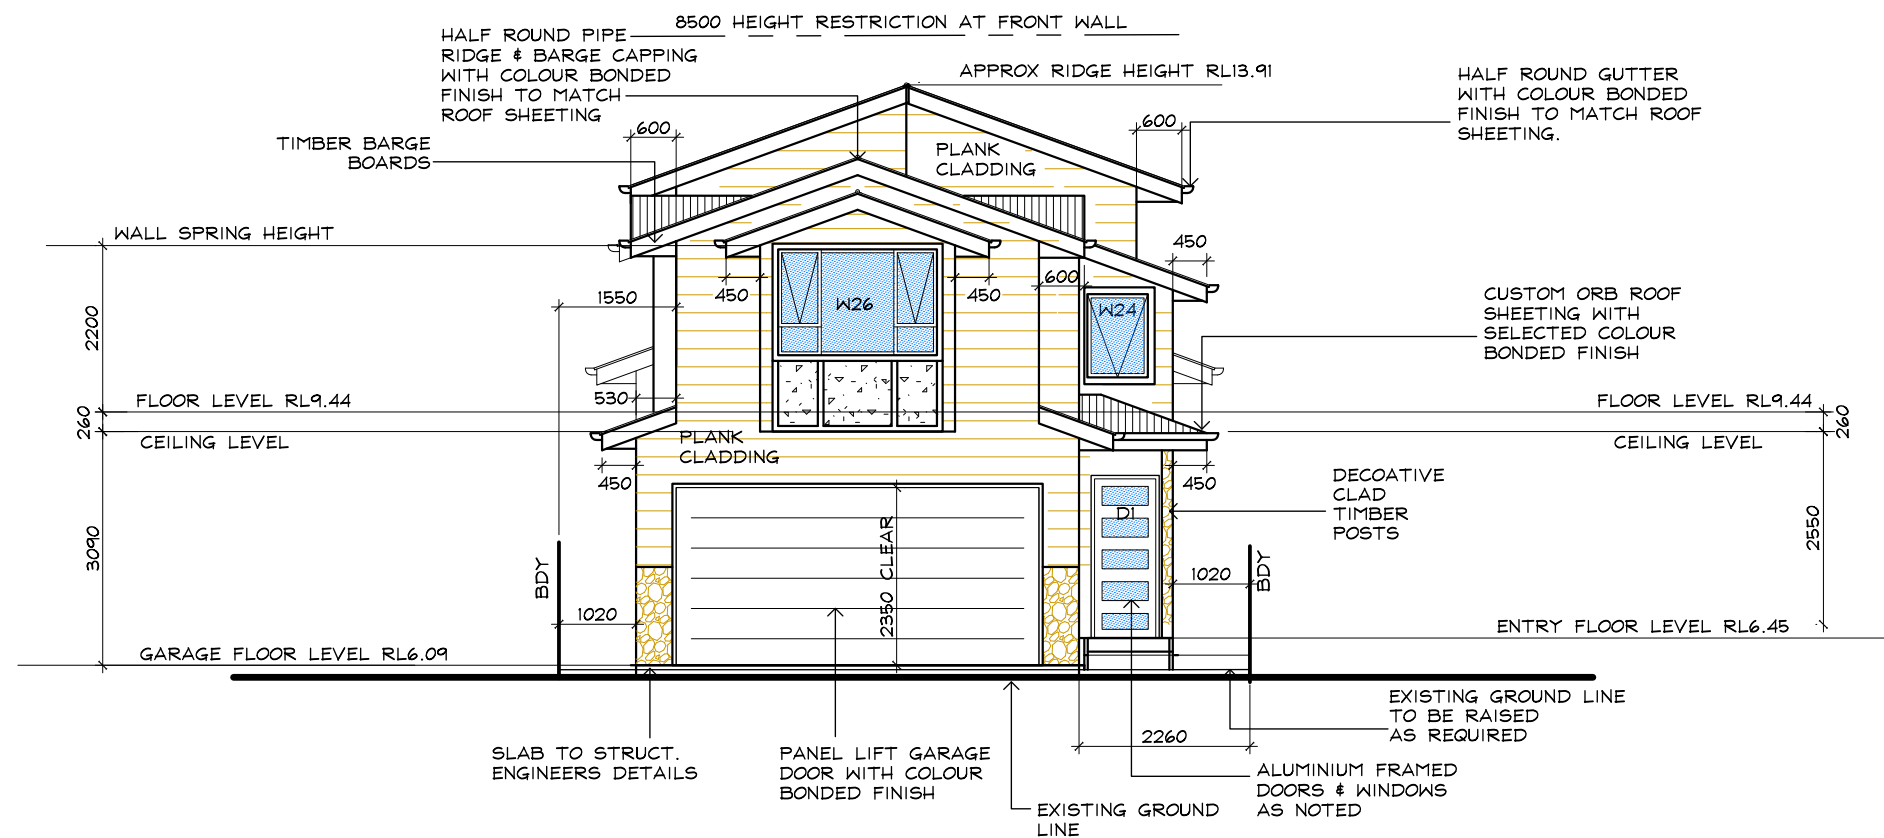 8500 HEIGHT RESTRICTION AT FRONT WALL
HALF ROUND PIPE
RIDGE & BARGE CAPPING
WITH COLOUR BONDED
FINISH TO MATCH
ROOF SHEETING
APPROX RIDGE HEIGHT RL13.91
HALF ROUND GUTTER
WITH COLOUR BONDED
FINISH TO MATCH ROOF
SHEETING.
600
600
TIMBER BARGE
BOARDS
PLANK
CLADDING
WALL SPRING HEIGHT
450
600
450
450
1550
W26
W24
CUSTOM ORB ROOF
SHEETING WITH
SELECTED COLOUR
BONDED FINISH
2200
530
FLOOR LEVEL RL9.44
FLOOR LEVEL RL9.44
260
260
CEILING LEVEL
CEILING LEVEL
PLANK
CLADDING
450
450
DECOATIVE
CLAD
TIMBER
POSTS
D1
2350 CLEAR
3090
2550
BDY
BDY
1020
1020
ENTRY FLOOR LEVEL RL6.45
GARAGE FLOOR LEVEL RL6.09
EXISTING GROUND LINE
TO BE RAISED
AS REQUIRED
2260
SLAB TO STRUCT.
ENGINEERS DETAILS
PANEL LIFT GARAGE
DOOR WITH COLOUR
BONDED FINISH
ALUMINIUM FRAMED
DOORS & WINDOWS
AS NOTED
EXISTING GROUND
LINE